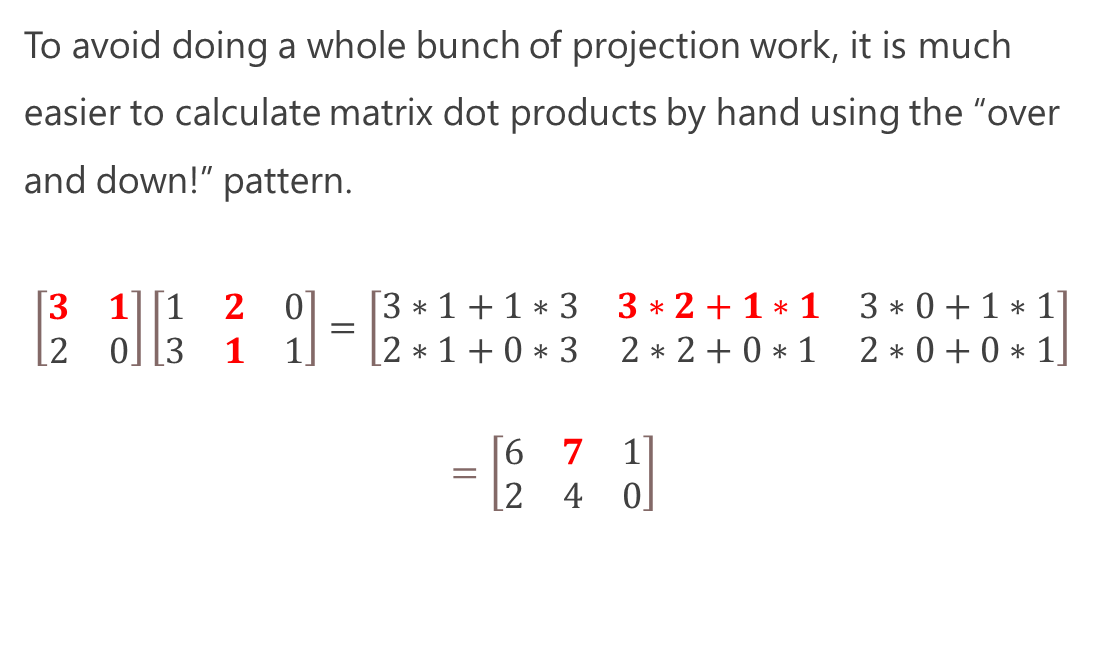 To avoid doing a whole bunch of projection work, it is much
easier to calculate matrix dot products by hand using the “over
and down!” pattern.
[3 1] [1 2 0] = [3 * 1 + 1 * 3 3 * 2 + 1 * 1 3 * 0 + 1 * 1]
[2 0] [3 1 1] [2 * 1 + 0 * 3 2 * 2 + 0 * 1 2 * 0 + 0 * 1]
= [6 7 1]
[2 4 0]